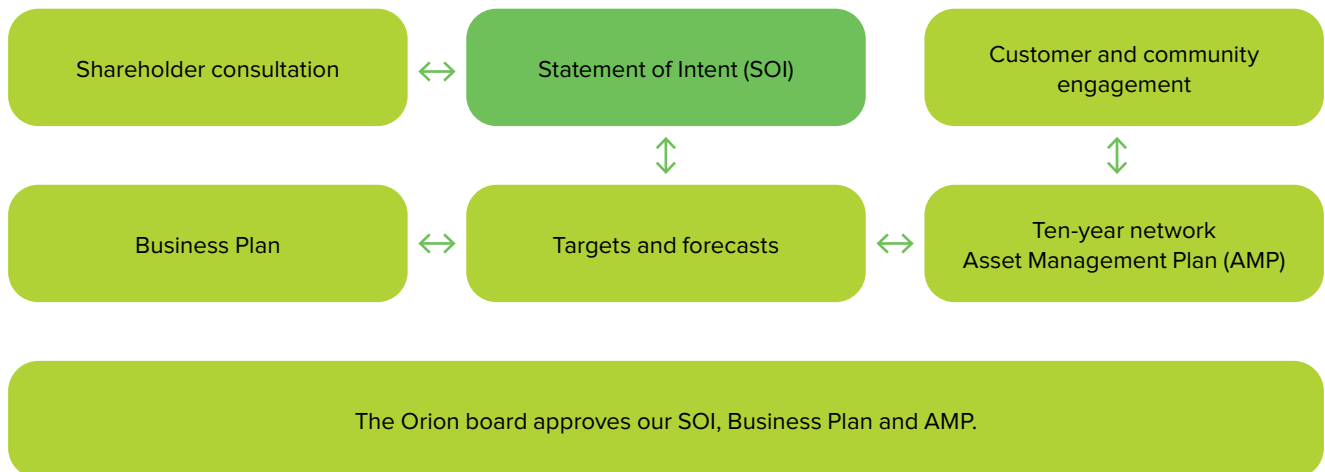 Shareholder consultation
Statement of Intent (SOI)
Customer and community
engagement
Business Plan
Targets and forecasts
Ten-year network
Asset Management Plan (AMP)
The Orion board approves our SOI, Business Plan and AMP.